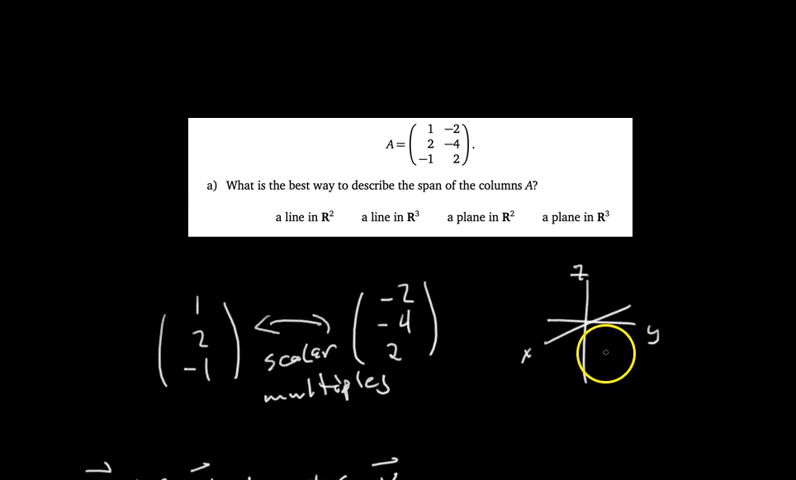 A = ( 1 −2
2 −4
−1 2 ).
a) What is the best way to describe the span of the columns A?
a line in R² a line in R³ a plane in R² a plane in R³
z
1 −2
2 ⟷ −4
−1 2
scalar
multiples
x y